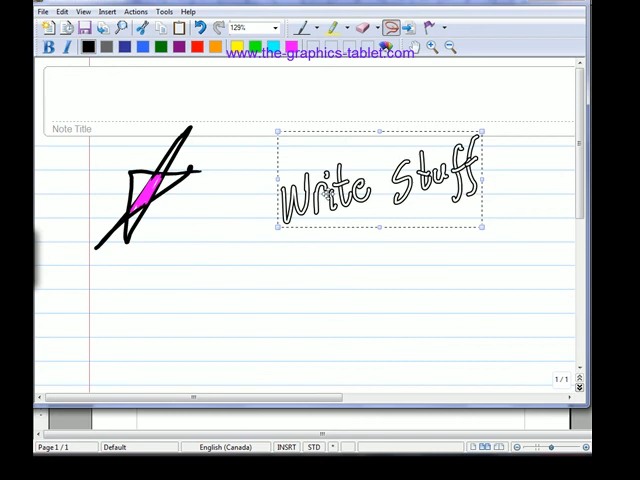 File Edit View Insert Actions Tools Help
129%
B I
www.the-graphics-tablet.com
Note Title
Write Stuff
1 / 1
Page 1 / 1 Default English (Canada) INSRT STD *